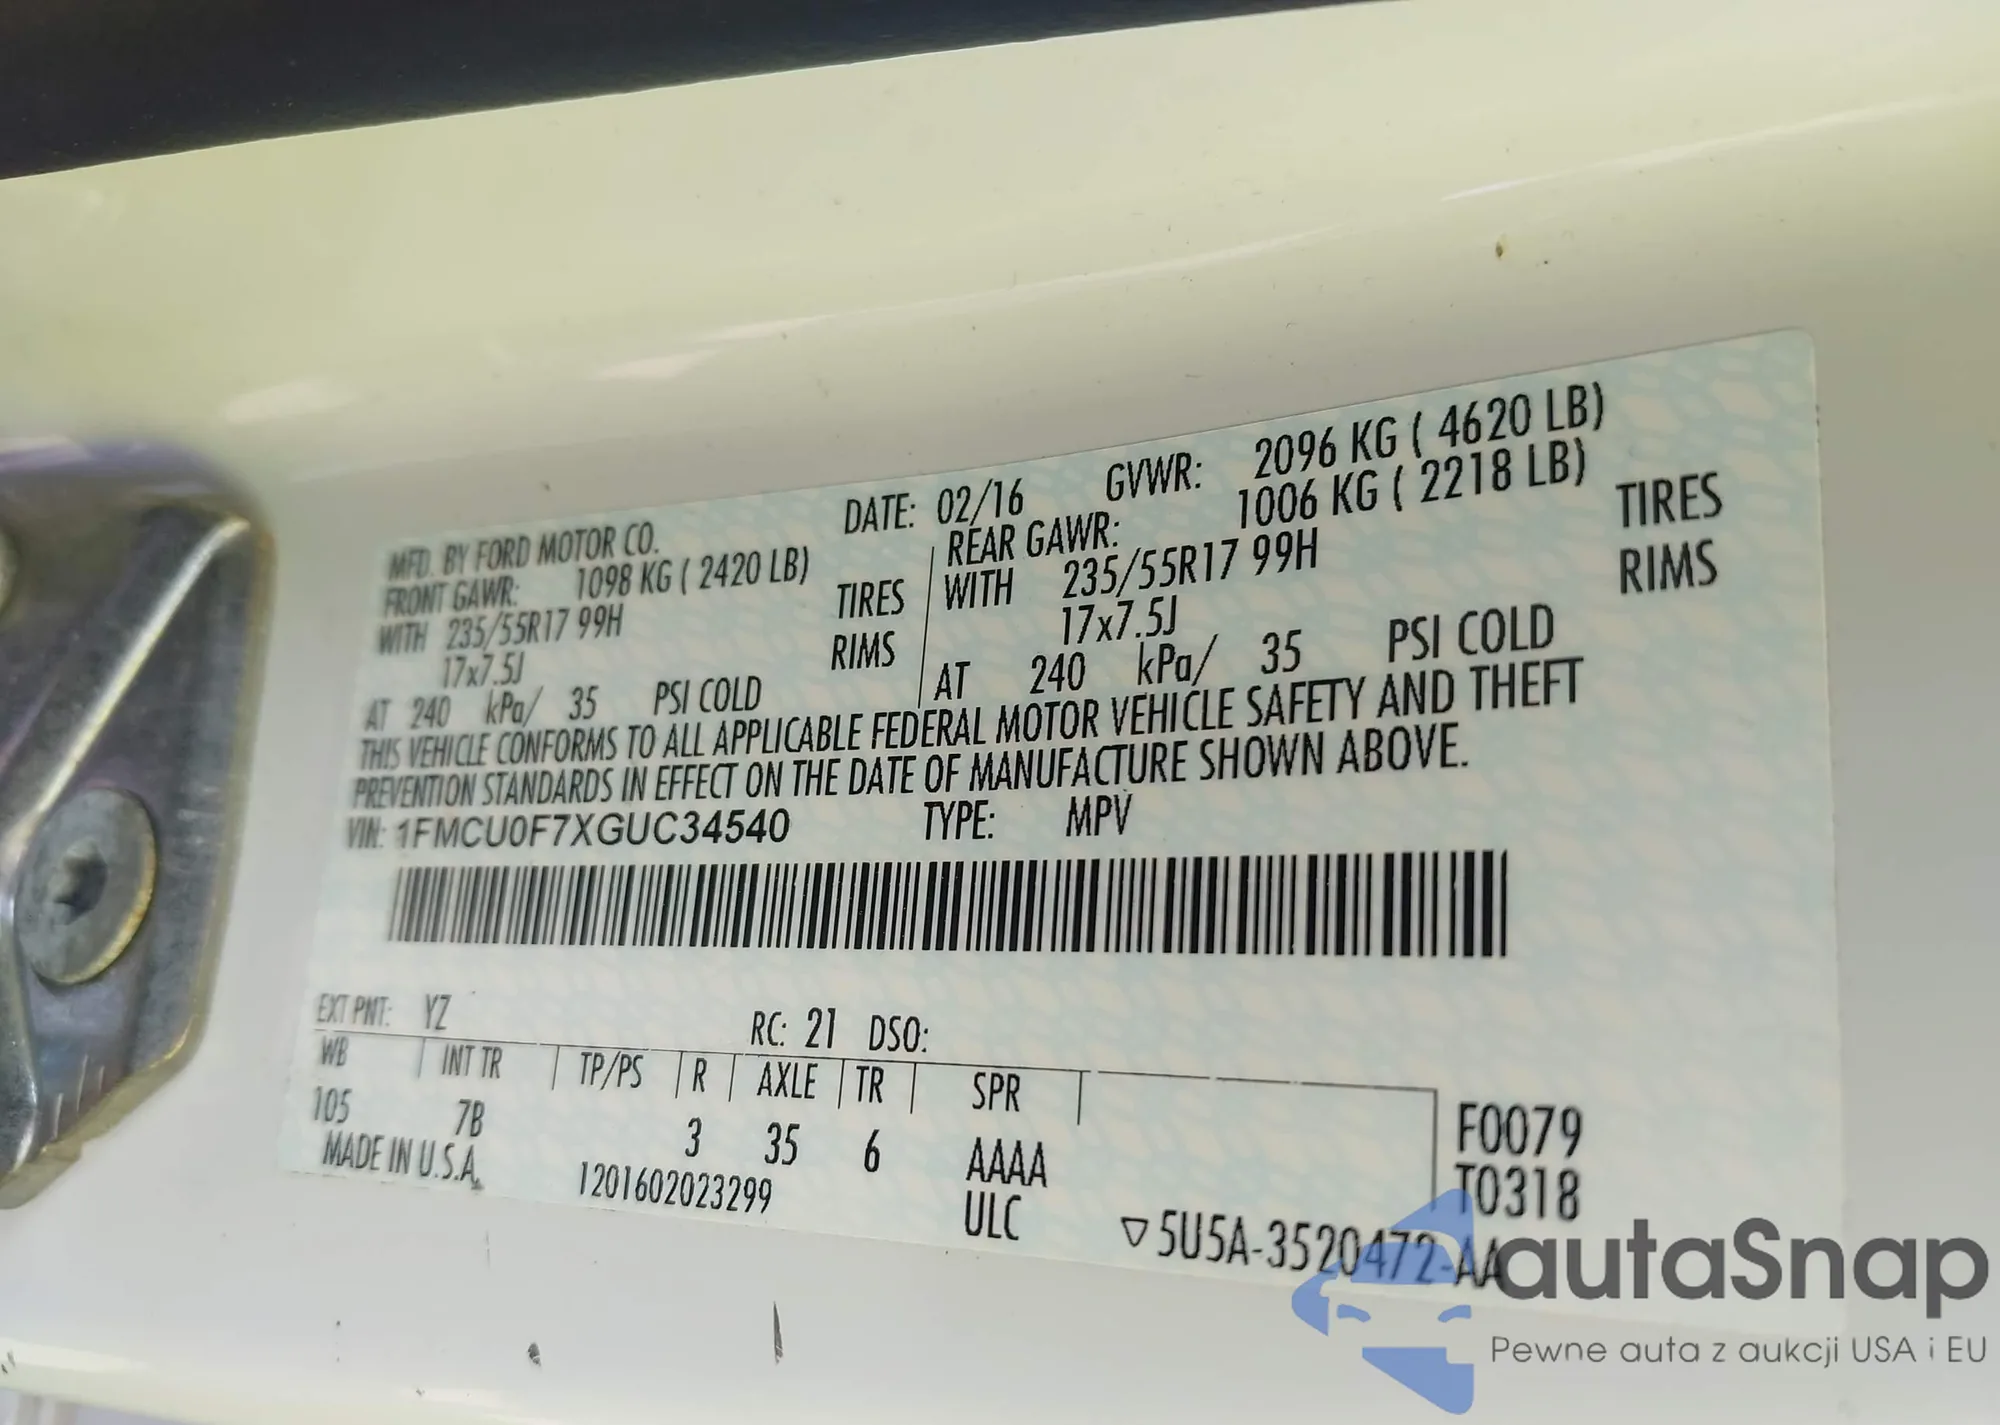 MFD. BY FORD MOTOR CO. DATE: 02/16 GVWR: 2096 KG ( 4620 LB)
FRONT GAWR: 1098 KG ( 2420 LB) REAR GAWR: 1006 KG ( 2218 LB)
WITH 235/55R17 99H TIRES WITH 235/55R17 99H TIRES
17x7.5J RIMS 17x7.5J RIMS
AT 240 kPa/ 35 PSI COLD AT 240 kPa/ 35 PSI COLD
THIS VEHICLE CONFORMS TO ALL APPLICABLE FEDERAL MOTOR VEHICLE SAFETY AND THEFT
PREVENTION STANDARDS IN EFFECT ON THE DATE OF MANUFACTURE SHOWN ABOVE.
VIN: 1FMCU0F7XGUC34540 TYPE: MPV
EXT PNT: YZ RC: 21 DSO:
WB INT TR TP/PS R AXLE TR SPR
105 7B 3 35 6 AAAA F0079
MADE IN U.S.A. 1201602023299 ULC T0318
▽5U5A-3520472-AA
autaSnap
Pewne auta z aukcji USA i EU